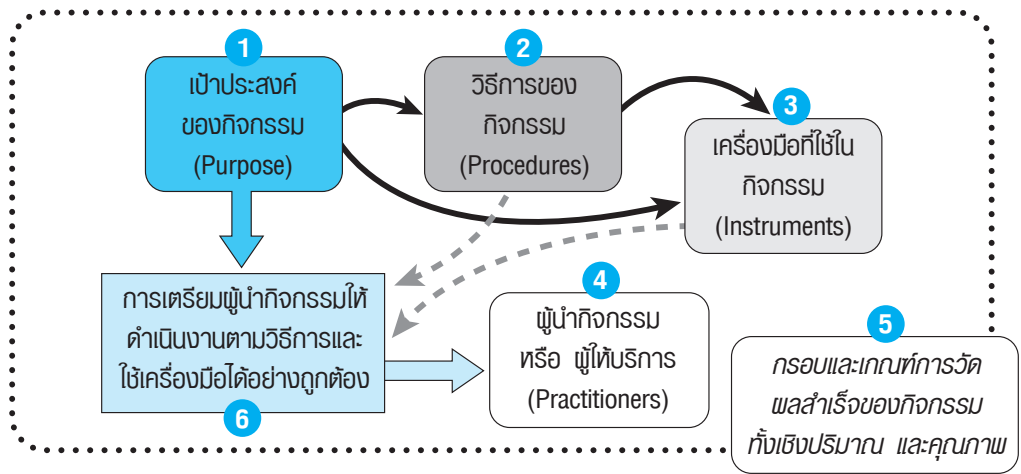 1
เป้าประสงค์
ของกิจกรรม
(Purpose)
2
วิธีการของ
กิจกรรม
(Procedures)
3
เครื่องมือที่ใช้ใน
กิจกรรม
(Instruments)
การเตรียมผู้นำกิจกรรมให้
ดำเนินงานตามวิธีการและ
ใช้เครื่องมือได้อย่างถูกต้อง
6
4
ผู้นำกิจกรรม
หรือ ผู้ให้บริการ
(Practitioners)
5
กรอบและเกณฑ์การวัด
ผลสำเร็จของกิจกรรม
ทั้งเชิงปริมาณ และคุณภาพ